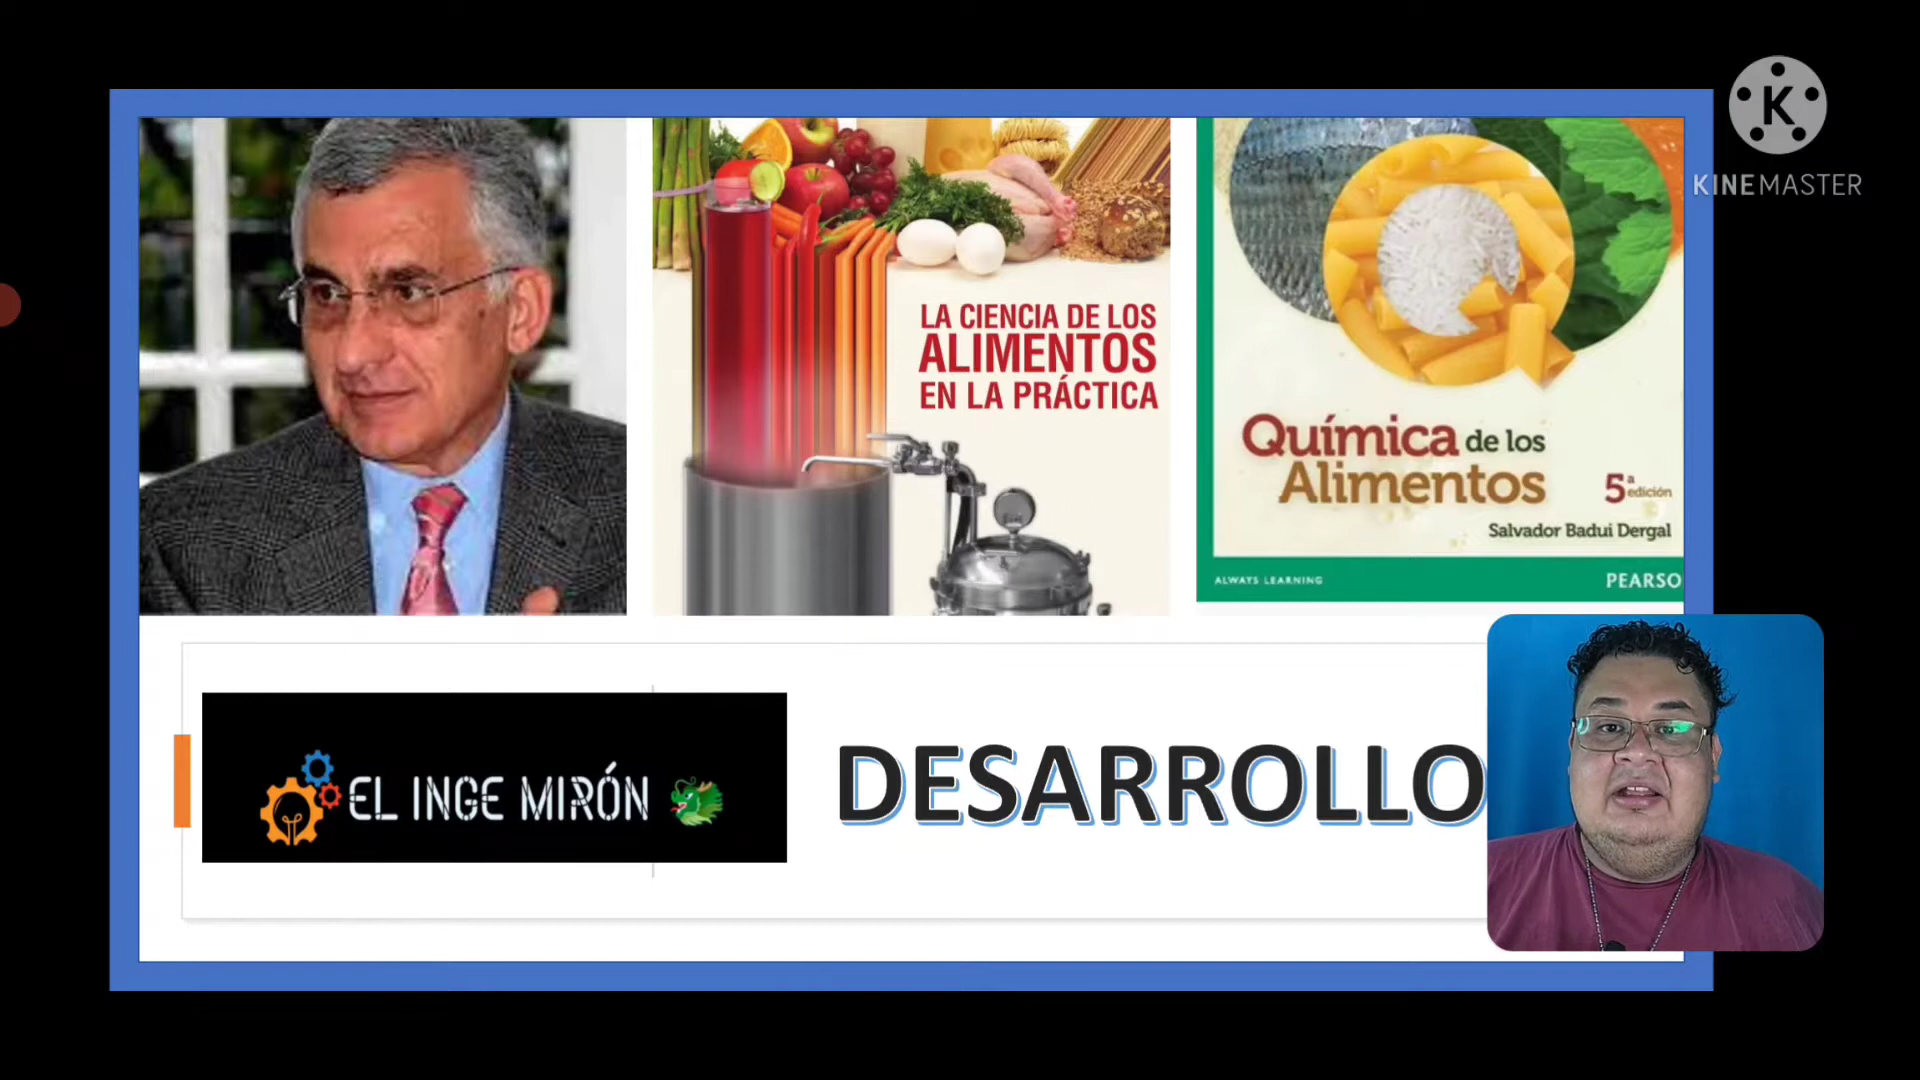 K
KINEMASTER
LA CIENCIA DE LOS
ALIMENTOS
EN LA PRÁCTICA
Química de los
Alimentos
5ª edición
Salvador Badui Dergal
ALWAYS LEARNING
PEARSO
EL INGE MIRÓN
DESARROLLO